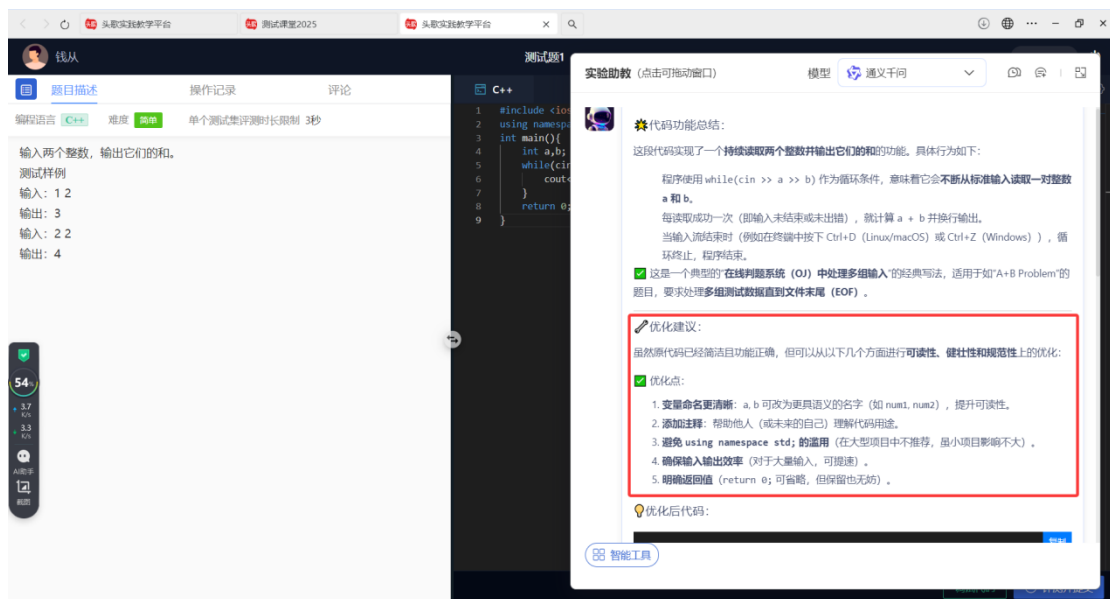 头歌实践教学平台
测试课堂2025
头歌实践教学平台
钱从
测试题1
题目描述 操作记录 评论
编程语言 C++ 难度 简单 单个测试集评测时长限制 3秒
输入两个整数，输出它们的和。
测试样例
输入：1 2
输出：3
输入：2 2
输出：4
54%
3.7
K/s
3.3
K/s
AI助手
截图
C++
1 #include <ios
2 using namespa
3 int main(){
4 int a,b;
5 while(cin
6 cout<
7 }
8 return 0;
9 }
实验助教（点击可拖动窗口） 模型 通义千问
代码功能总结：
这段代码实现了一个持续读取两个整数并输出它们的和的功能。具体行为如下：
程序使用 while(cin >> a >> b) 作为循环条件，意味着它会不断从标准输入读取一对整数
a 和 b。
每读取成功一次（即输入未结束或未出错），就计算 a + b 并换行输出。
当输入流结束时（例如在终端中按下 Ctrl+D（Linux/macOS）或 Ctrl+Z（Windows）），循
环终止，程序结束。
这是一个典型的“在线判题系统（OJ）中处理多组输入”的经典写法，适用于如“A+B Problem”的
题目，要求处理多组测试数据直到文件末尾（EOF）。
优化建议：
虽然原代码已经简洁且功能正确，但可以从以下几个方面进行可读性、健壮性和规范性上的优化：
优化点：
1. 变量命名更清晰：a, b 可改为更具语义的名字（如 num1, num2），提升可读性。
2. 添加注释：帮助他人（或未来的自己）理解代码用途。
3. 避免 using namespace std; 的滥用（在大型项目中不推荐，虽小项目影响不大）。
4. 确保输入输出效率（对于大量输入，可提速）。
5. 明确返回值（return 0; 可省略，但保留也无妨）。
优化后代码：
复制
智能工具